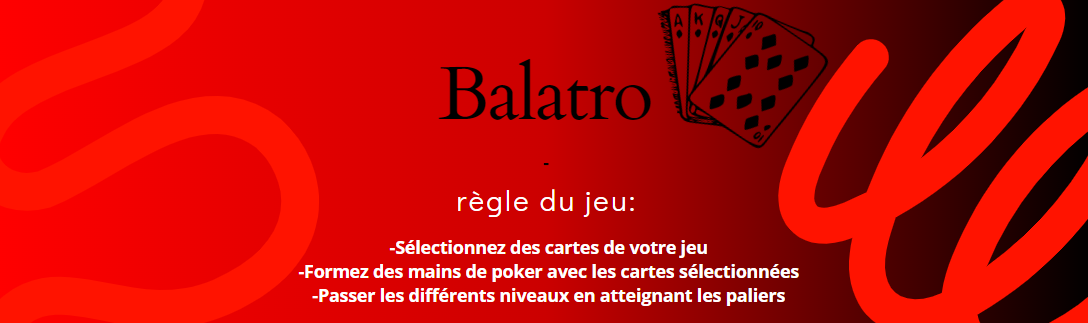 A K Q J 10
Balatro
10
-
règle du jeu:
-Sélectionnez des cartes de votre jeu
-Formez des mains de poker avec les cartes sélectionnées
-Passer les différents niveaux en atteignant les paliers